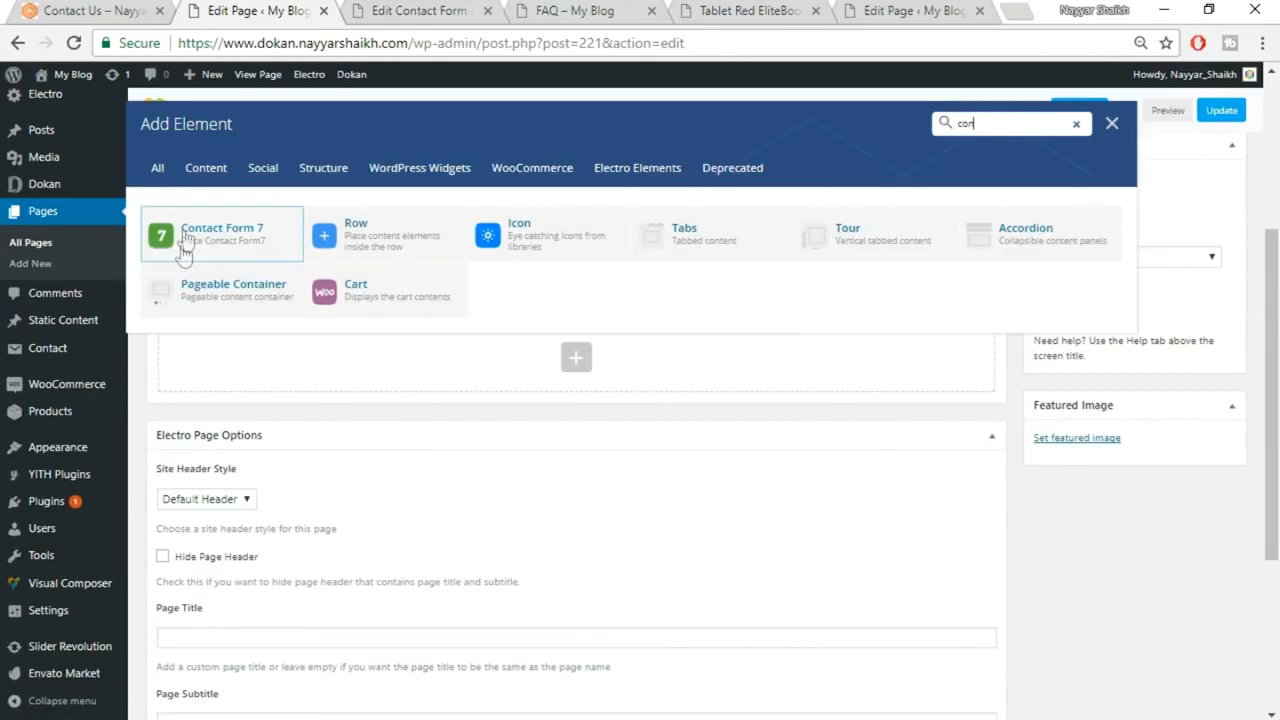 Contact Us – Nayya
Edit Page ‹ My Blog
Edit Contact Form
FAQ – My Blog
Tablet Red EliteBoo
Edit Page ‹ My Blog
Nayyar Shaikh
Secure
https://www.dokan.nayyarshaikh.com/wp-admin/post.php?post=221&action=edit
My Blog
1
0
New
View Page
Electro
Dokan
Howdy, Nayyar_Shaikh
Electro
Posts
Media
Dokan
Pages
All Pages
Add New
Comments
Static Content
Contact
WooCommerce
Products
Appearance
YITH Plugins
Plugins 1
Users
Tools
Visual Composer
Settings
Slider Revolution
Envato Market
Collapse menu
Preview
Update
Add Element
con
All
Content
Social
Structure
WordPress Widgets
WooCommerce
Electro Elements
Deprecated
7
Contact Form 7
Contact Form7
Row
Place content elements
inside the row
Icon
Eye catching icons from
libraries
Tabs
Tabbed content
Tour
Vertical tabbed content
Accordion
Collapsible content panels
Pageable Container
Pageable content container
Woo
Cart
Displays the cart contents
Need help? Use the Help tab above the
screen title.
Featured Image
Set featured image
Electro Page Options
Site Header Style
Default Header
Choose a site header style for this page
Hide Page Header
Check this if you want to hide page header that contains page title and subtitle.
Page Title
Add a custom page title or leave empty if you want the page title to be the same as the page name
Page Subtitle